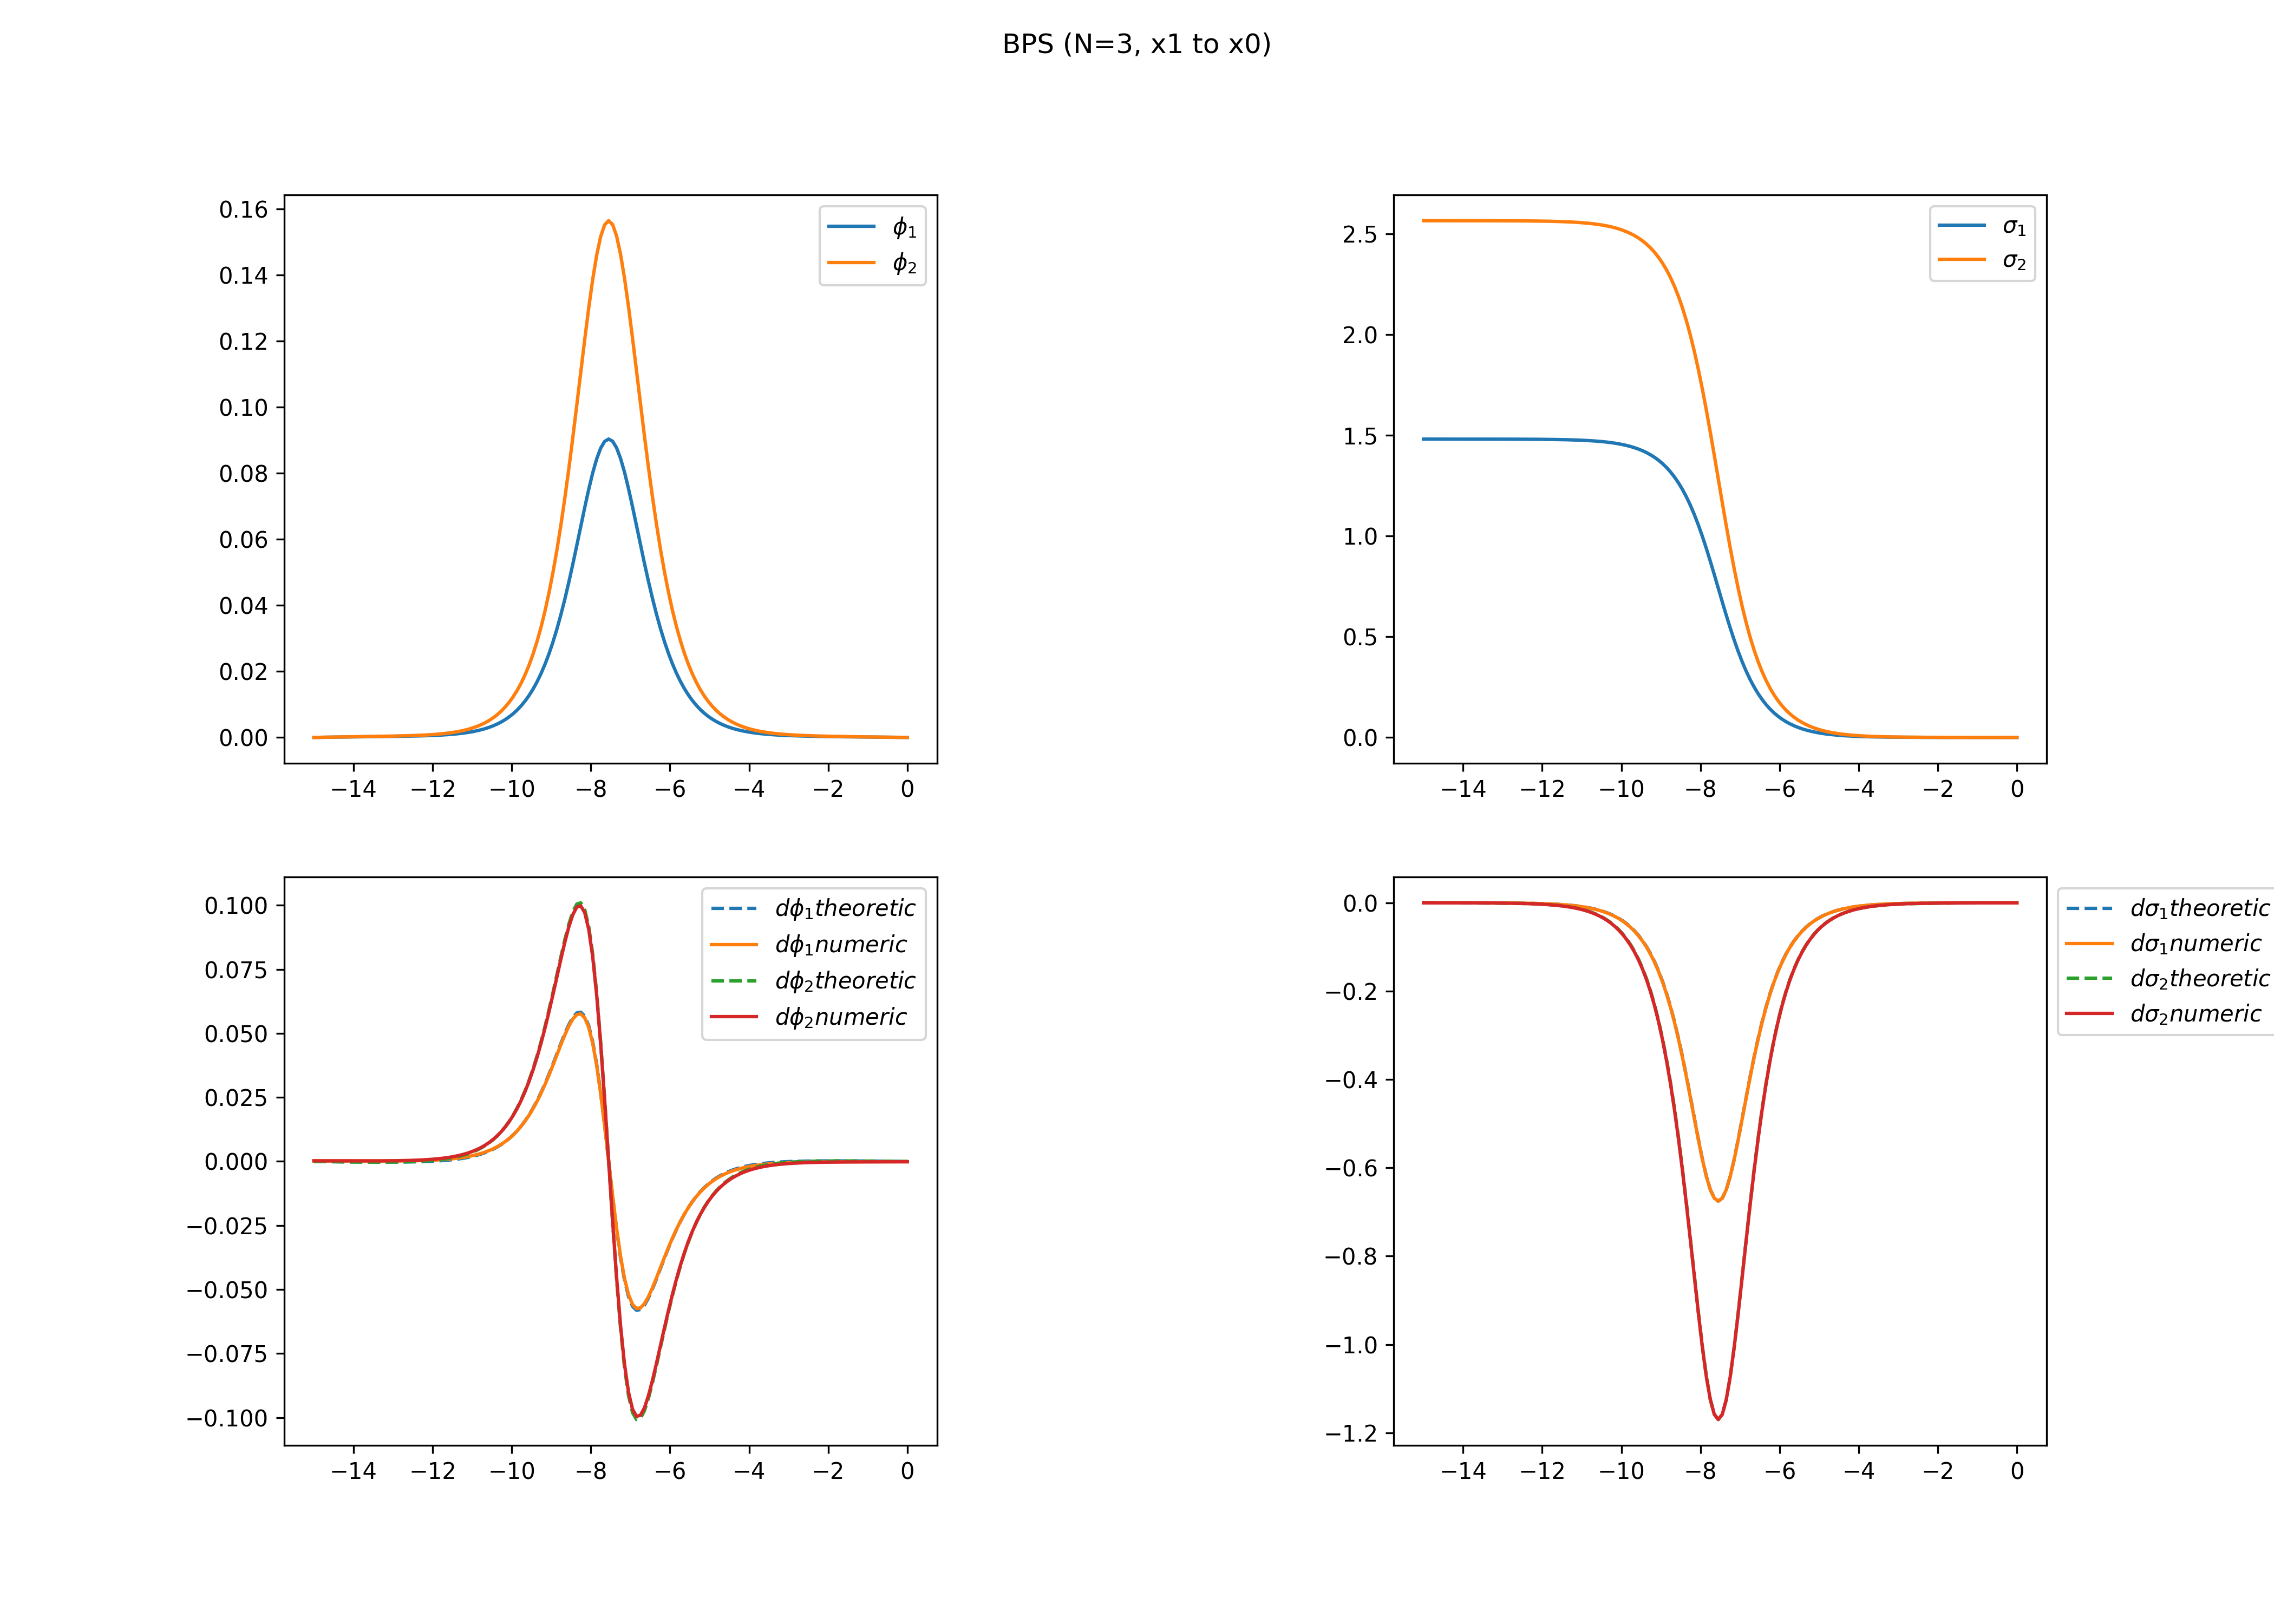 BPS (N=3, x1 to x0)
0.16
0.14
0.12
0.10
0.08
0.06
0.04
0.02
0.00
−14 −12 −10 −8 −6 −4 −2 0
ϕ₁
ϕ₂
2.5
2.0
1.5
1.0
0.5
0.0
−14 −12 −10 −8 −6 −4 −2 0
σ₁
σ₂
0.100
0.075
0.050
0.025
0.000
−0.025
−0.050
−0.075
−0.100
−14 −12 −10 −8 −6 −4 −2 0
dϕ₁theoretic
dϕ₁numeric
dϕ₂theoretic
dϕ₂numeric
0.0
−0.2
−0.4
−0.6
−0.8
−1.0
−1.2
−14 −12 −10 −8 −6 −4 −2 0
dσ₁theoretic
dσ₁numeric
dσ₂theoretic
dσ₂numeric